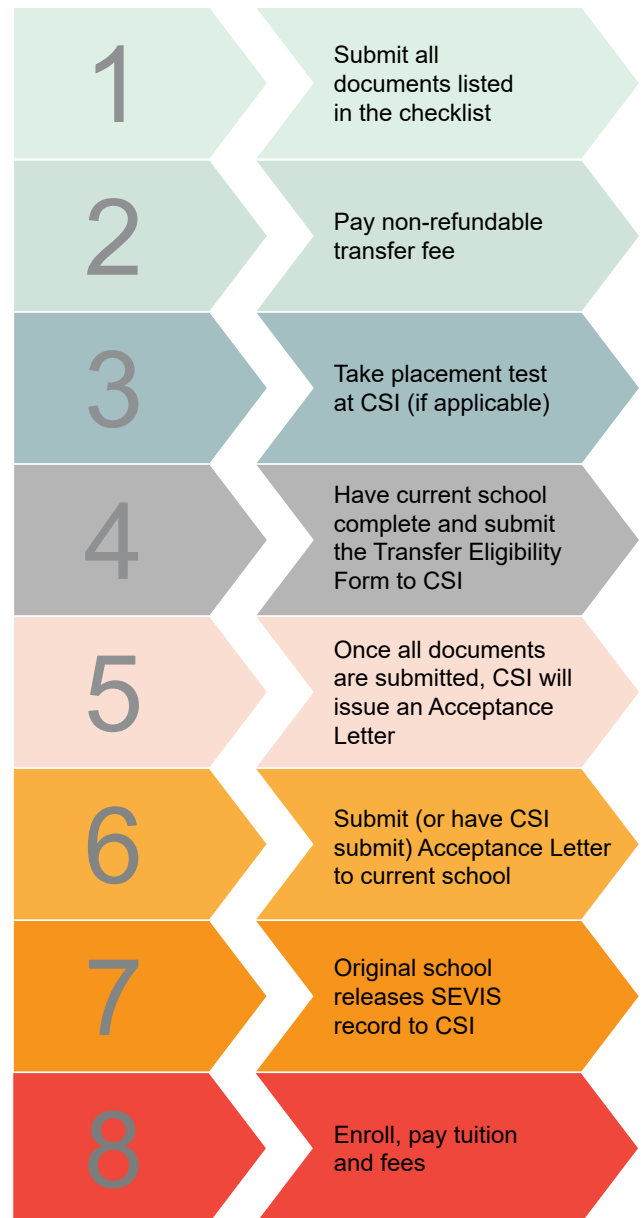 1
Submit all
documents listed
in the checklist
2
Pay non-refundable
transfer fee
3
Take placement test
at CSI (if applicable)
4
Have current school
complete and submit
the Transfer Eligibility
Form to CSI
5
Once all documents
are submitted, CSI will
issue an Acceptance
Letter
6
Submit (or have CSI
submit) Acceptance Letter
to current school
7
Original school
releases SEVIS
record to CSI
8
Enroll, pay tuition
and fees